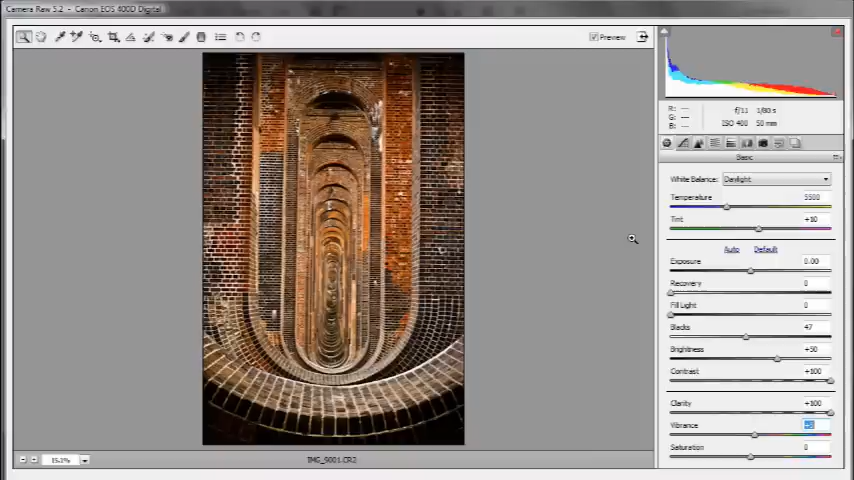 Camera Raw 5.2 - Canon EOS 400D Digital
Preview
R: ---
G: ---
B: ---
f/11 1/80 s
ISO 400 50 mm
Basic
White Balance: Daylight
Temperature 5500
Tint +10
Auto Default
Exposure 0.00
Recovery 0
Fill Light 0
Blacks 47
Brightness +50
Contrast +100
Clarity +100
Vibrance
Saturation 0
IMG_9001.CR2